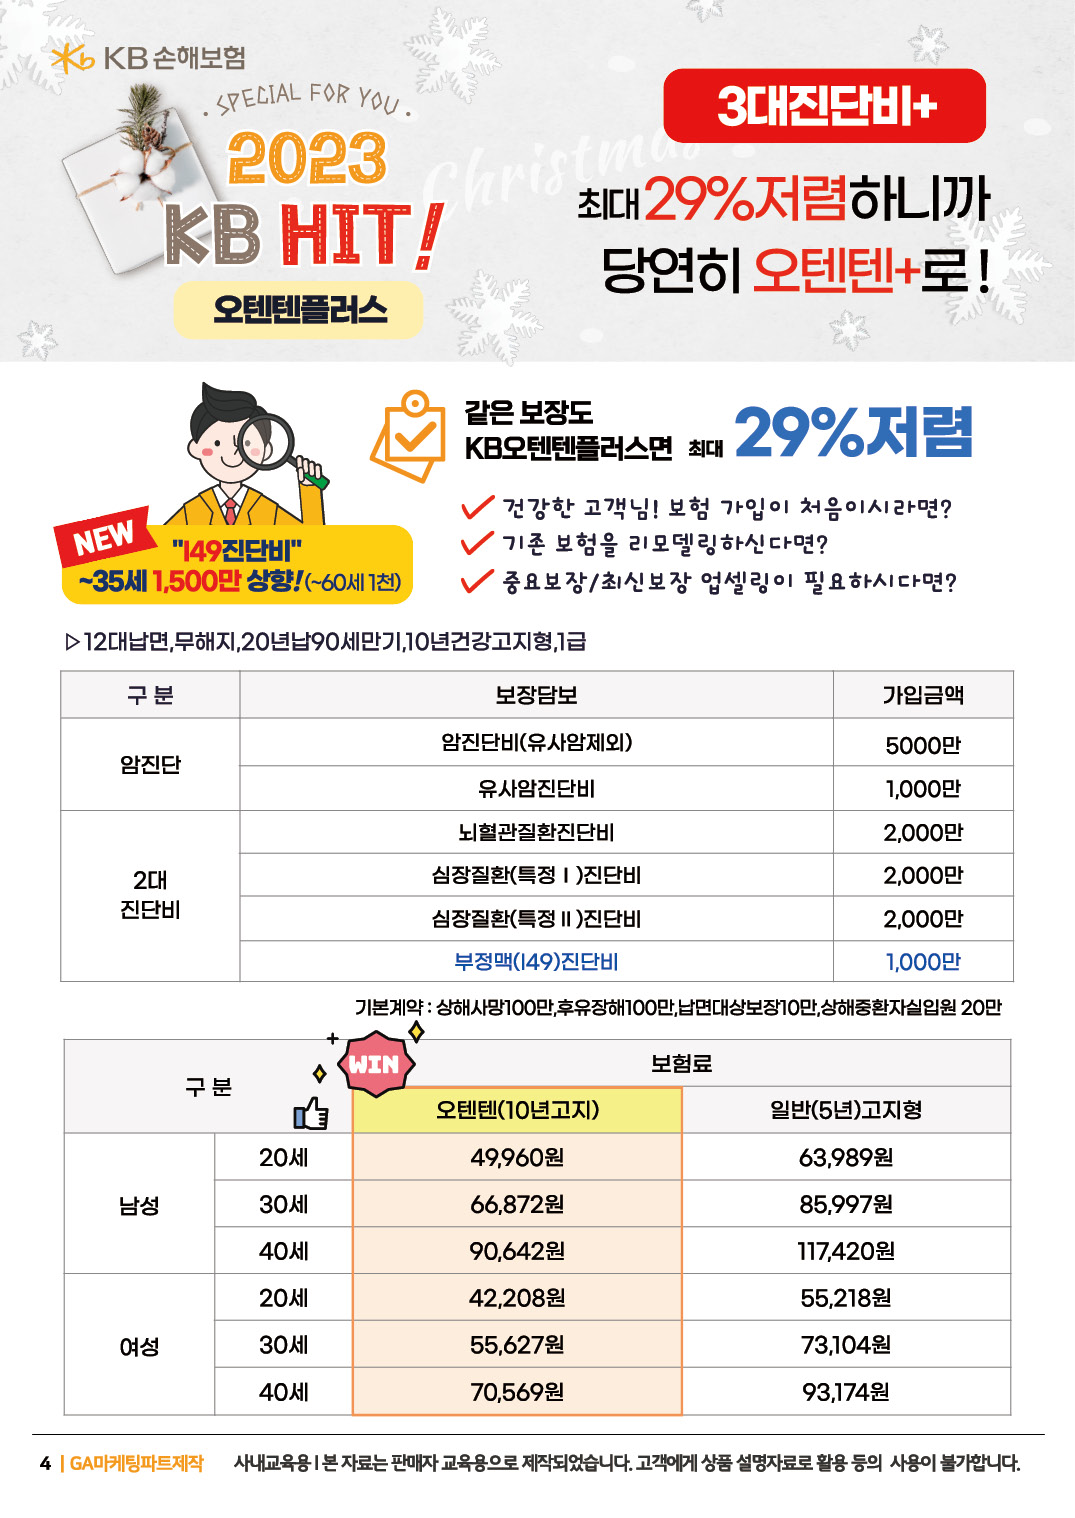 KB 손해보험
· SPECIAL FOR YOU ·
2023
KB HIT!
오텐텐플러스
Christmas
3대진단비+
최대 29%저렴하니까
당연히 오텐텐+로!
같은 보장도
KB오텐텐플러스면 최대 29%저렴
NEW
"I49진단비"
~35세 1,500만 상향! (~60세 1천)
건강한 고객님! 보험 가입이 처음이시라면?
기존 보험을 리모델링하신다면?
중요보장/최신보장 업셀링이 필요하시다면?
▷12대납면,무해지,20년납90세만기,10년건강고지형,1급
구 분 보장담보 가입금액
암진단 암진단비(유사암제외) 5000만
유사암진단비 1,000만
2대
진단비
뇌혈관질환진단비 2,000만
심장질환(특정Ⅰ)진단비 2,000만
심장질환(특정Ⅱ)진단비 2,000만
부정맥(I49)진단비 1,000만
기본계약 : 상해사망100만,후유장해100만,납면대상보장10만,상해중환자실입원 20만
구 분 WIN 보험료
오텐텐(10년고지) 일반(5년)고지형
남성 20세 49,960원 63,989원
30세 66,872원 85,997원
40세 90,642원 117,420원
여성 20세 42,208원 55,218원
30세 55,627원 73,104원
40세 70,569원 93,174원
4 | GA마케팅파트제작 사내교육용 I 본 자료는 판매자 교육용으로 제작되었습니다. 고객에게 상품 설명자료로 활용 등의 사용이 불가합니다.